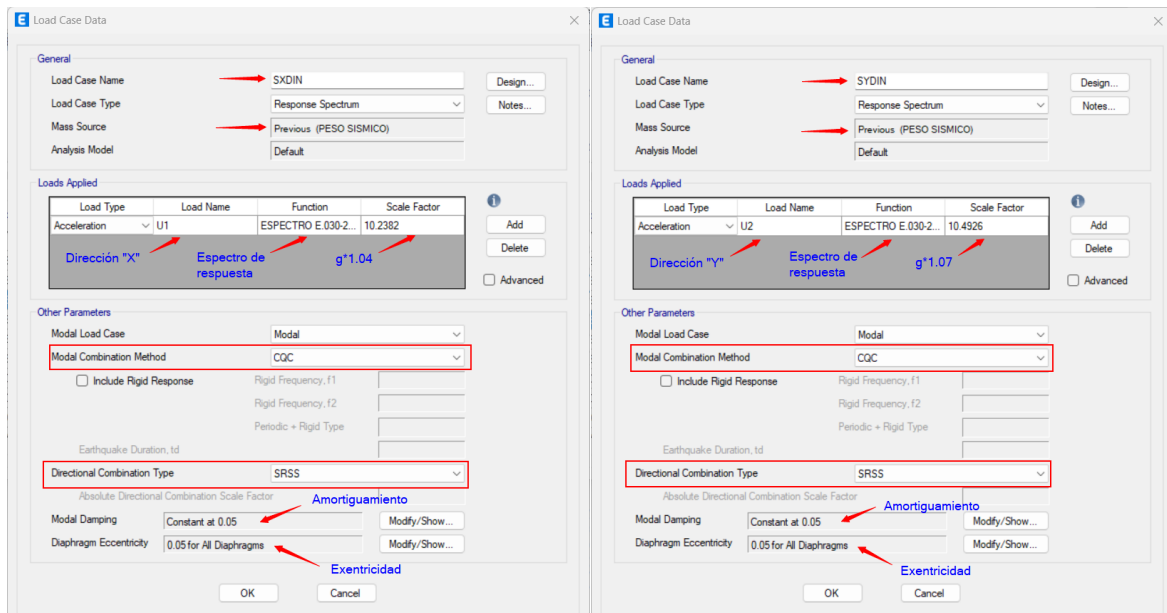 E Load Case Data
General
Load Case Name SXDIN Design...
Load Case Type Response Spectrum Notes...
Mass Source Previous (PESO SISMICO)
Analysis Model Default
Loads Applied
Load Type Load Name Function Scale Factor
Acceleration U1 ESPECTRO E.030-2... 10.2382 Add
Dirección "X" Espectro de respuesta g*1.04 Delete
Advanced
Other Parameters
Modal Load Case Modal
Modal Combination Method CQC
Include Rigid Response Rigid Frequency, f1
Rigid Frequency, f2
Periodic + Rigid Type
Earthquake Duration, td
Directional Combination Type SRSS
Absolute Directional Combination Scale Factor
Amortiguamiento
Modal Damping Constant at 0.05 Modify/Show...
Diaphragm Eccentricity 0.05 for All Diaphragms Modify/Show...
Exentricidad
OK Cancel
E Load Case Data
General
Load Case Name SYDIN Design...
Load Case Type Response Spectrum Notes...
Mass Source Previous (PESO SISMICO)
Analysis Model Default
Loads Applied
Load Type Load Name Function Scale Factor
Acceleration U2 ESPECTRO E.030-2... 10.4926 Add
Dirección "Y" Espectro de respuesta g*1.07 Delete
Advanced
Other Parameters
Modal Load Case Modal
Modal Combination Method CQC
Include Rigid Response Rigid Frequency, f1
Rigid Frequency, f2
Periodic + Rigid Type
Earthquake Duration, td
Directional Combination Type SRSS
Absolute Directional Combination Scale Factor
Amortiguamiento
Modal Damping Constant at 0.05 Modify/Show...
Diaphragm Eccentricity 0.05 for All Diaphragms Modify/Show...
Exentricidad
OK Cancel